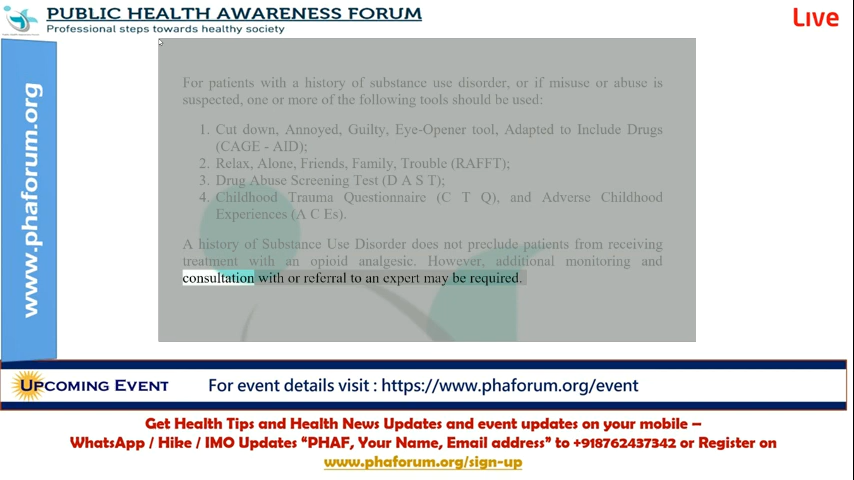 PUBLIC HEALTH AWARENESS FORUM
Professional steps towards healthy society
Live
www.phaforum.org
For patients with a history of substance use disorder, or if misuse or abuse is
suspected, one or more of the following tools should be used:
1. Cut down, Annoyed, Guilty, Eye-Opener tool, Adapted to Include Drugs
(CAGE - AID);
2. Relax, Alone, Friends, Family, Trouble (RAFFT);
3. Drug Abuse Screening Test (D A S T);
4. Childhood Trauma Questionnaire (C T Q), and Adverse Childhood
Experiences (A C Es).
A history of Substance Use Disorder does not preclude patients from receiving
treatment with an opioid analgesic. However, additional monitoring and
consultation with or referral to an expert may be required.
UPCOMING EVENT
For event details visit : https://www.phaforum.org/event
Get Health Tips and Health News Updates and event updates on your mobile –
WhatsApp / Hike / IMO Updates “PHAF, Your Name, Email address” to +918762437342 or Register on
www.phaforum.org/sign-up